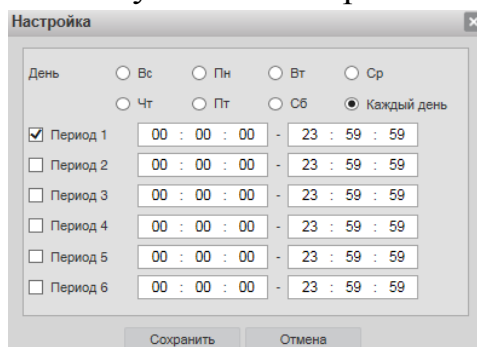 Настройка
День Вс Пн Вт Ср
Чт Пт Сб Каждый день
Период 1 00 : 00 : 00 - 23 : 59 : 59
Период 2 00 : 00 : 00 - 23 : 59 : 59
Период 3 00 : 00 : 00 - 23 : 59 : 59
Период 4 00 : 00 : 00 - 23 : 59 : 59
Период 5 00 : 00 : 00 - 23 : 59 : 59
Период 6 00 : 00 : 00 - 23 : 59 : 59
Сохранить Отмена